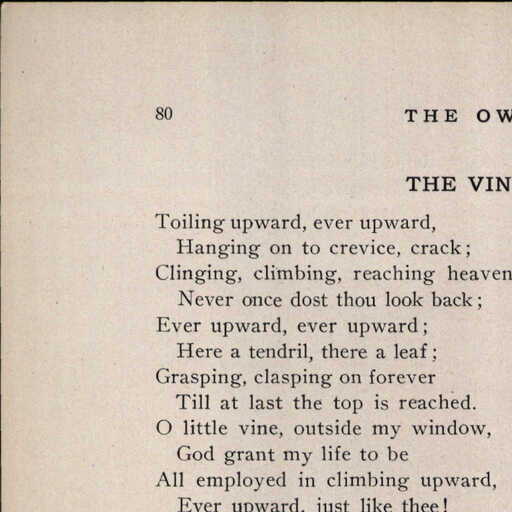 80
THE OW
THE VIN
Toiling upward, ever upward,
Hanging on to crevice, crack;
Clinging, climbing, reaching heaven
Never once dost thou look back;
Ever upward, ever upward;
Here a tendril, there a leaf;
Grasping, clasping on forever
Till at last the top is reached.
O little vine, outside my window,
God grant my life to be
All employed in climbing upward,
Ever upward, just like thee!